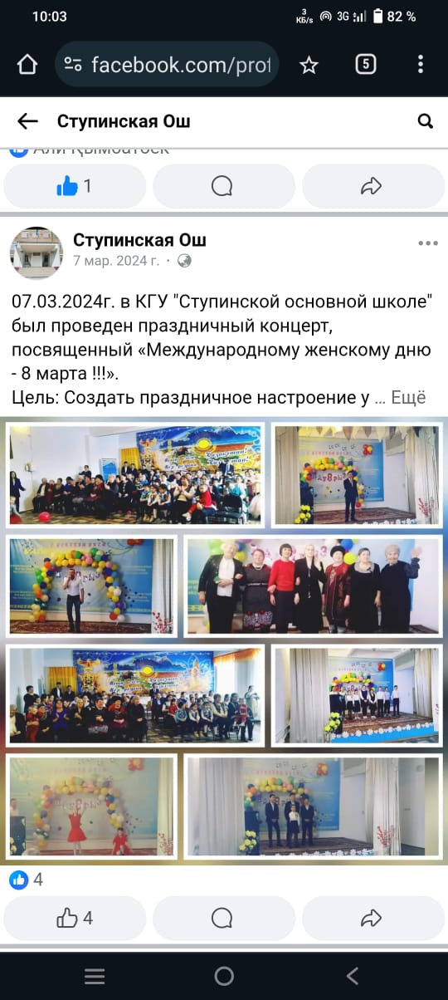 10:03
3
КБ/s
3G
82 %
facebook.com/prof
5
Ступинская Ош
1
Ступинская Ош
7 мар. 2024 г. ·
07.03.2024г. в КГУ "Ступинской основной школе"
был проведен праздничный концерт,
посвященный «Международному женскому дню
- 8 марта !!!».
Цель: Создать праздничное настроение у ... Ещё
4
4